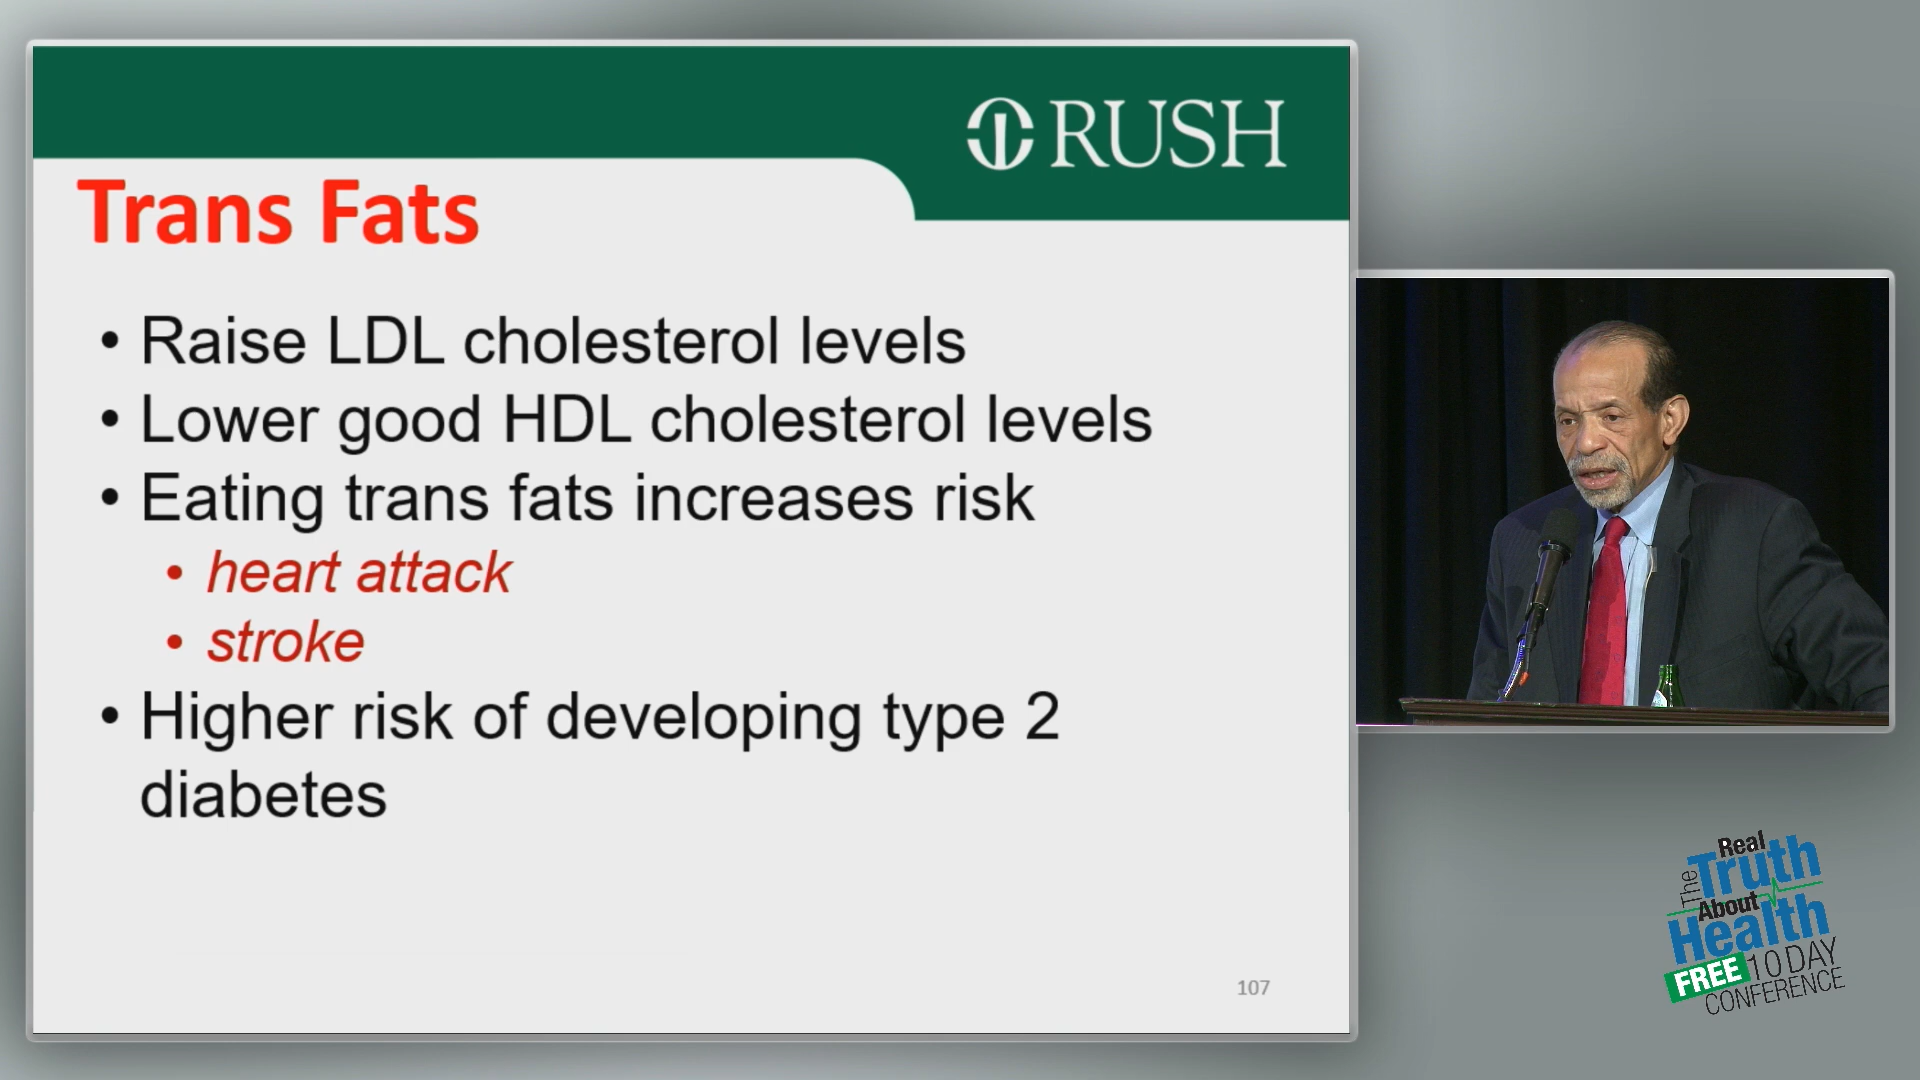 RUSH
Trans Fats
• Raise LDL cholesterol levels
• Lower good HDL cholesterol levels
• Eating trans fats increases risk
• heart attack
• stroke
• Higher risk of developing type 2
diabetes
107
The Real
Truth
About
Health
FREE 10 DAY
CONFERENCE